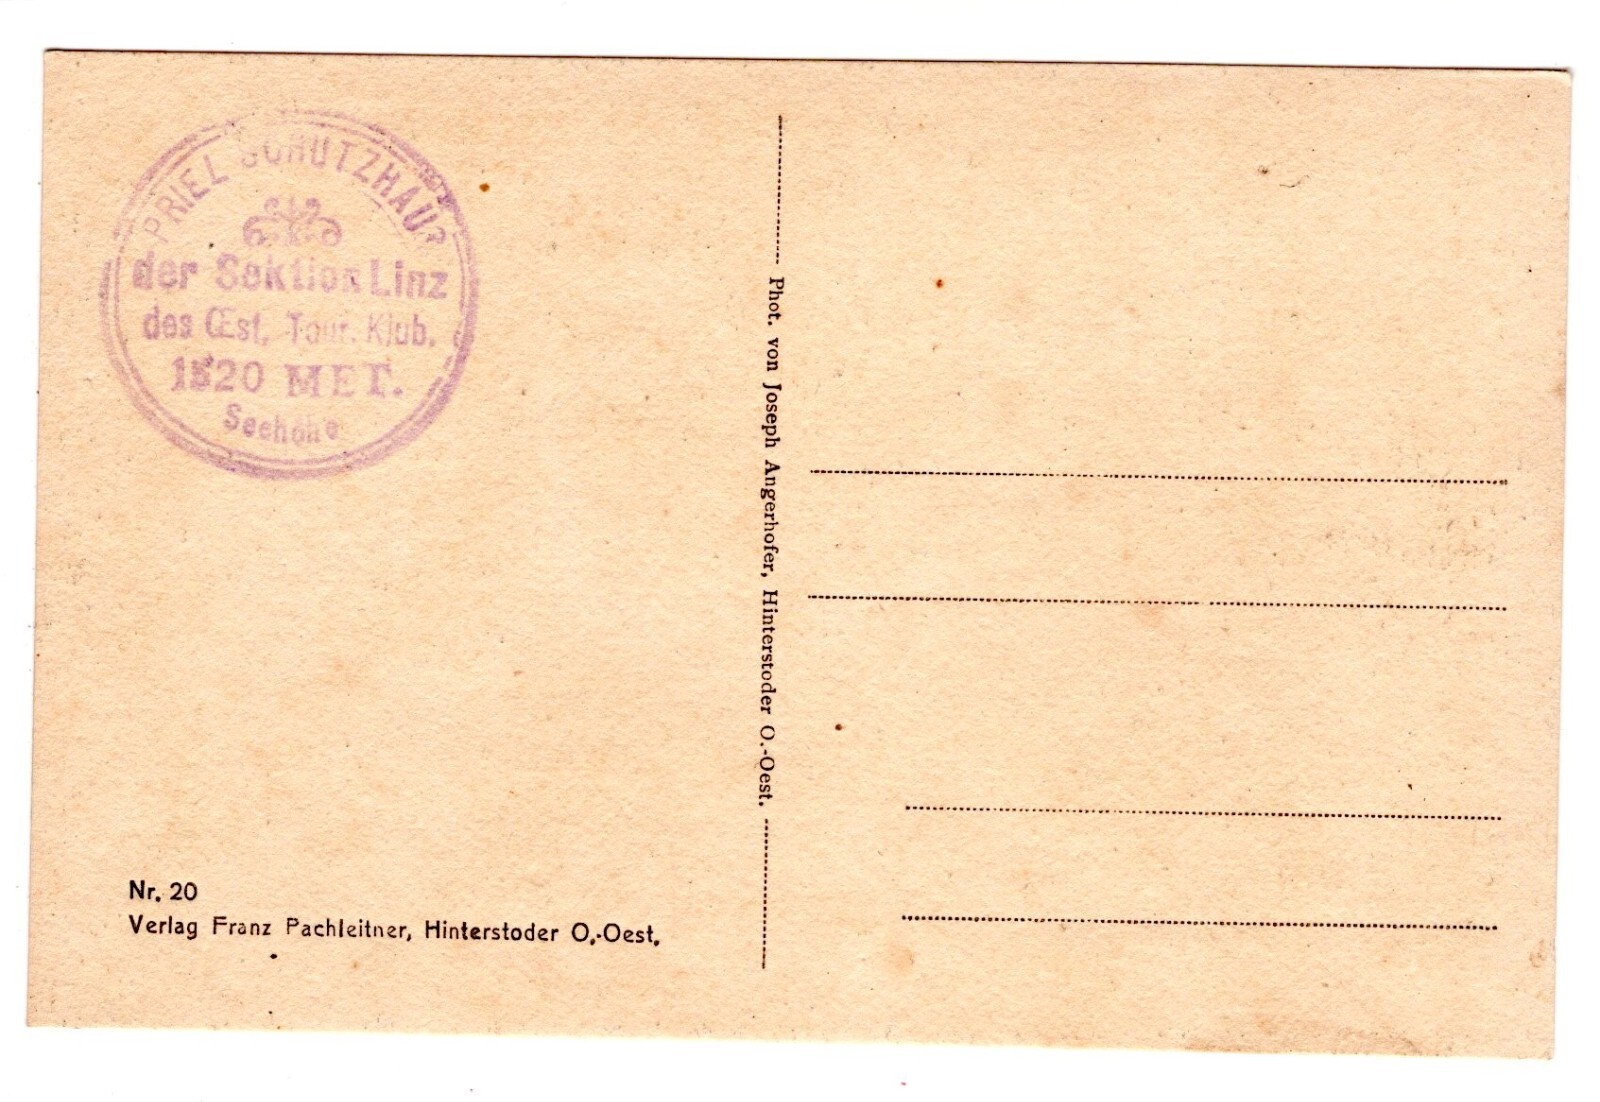 PRIEL SCHUTZHAUS
der Sektion Linz
des Œst. Tour. Klub.
1520 MET.
Seehöhe
Phot. von Joseph Angerhofer, Hinterstoder O.-Oest.
Nr. 20
Verlag Franz Pachleitner, Hinterstoder O.-Oest.